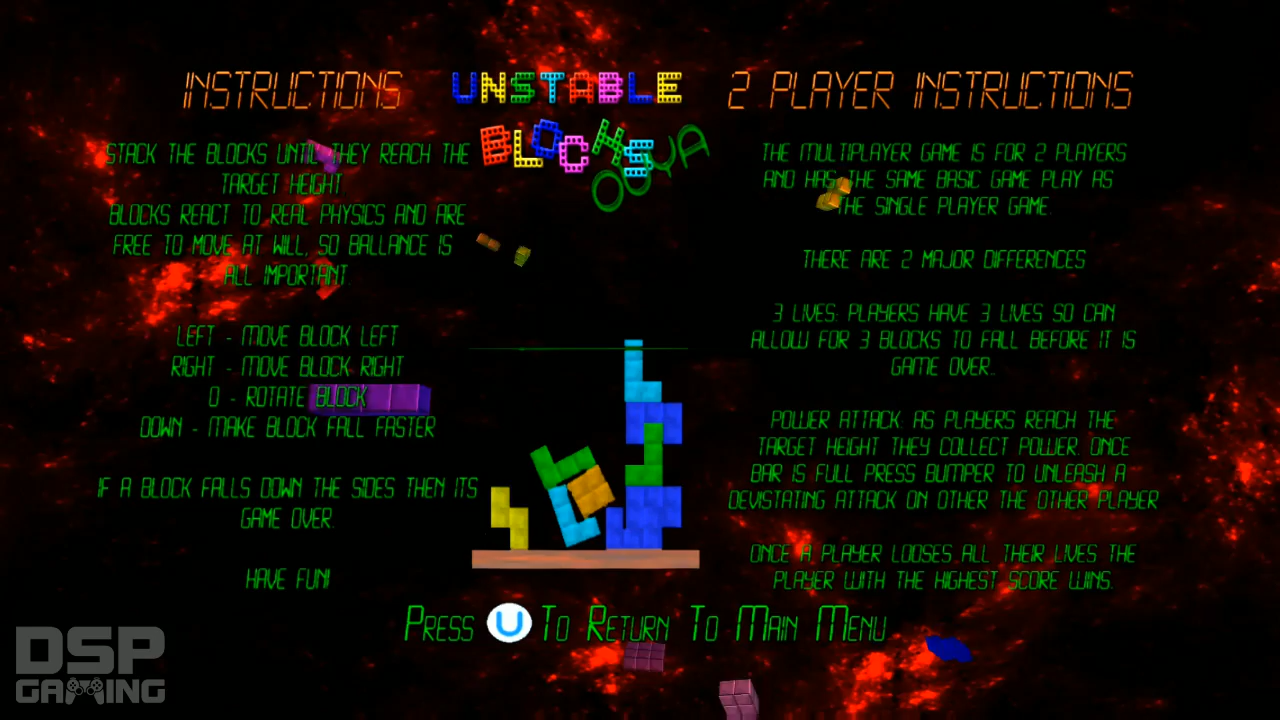 INSTRUCTIONS
STACK THE BLOCKS UNTIL THEY REACH THE
TARGET HEIGHT
BLOCKS REACT TO REAL PHYSICS AND ARE
FREE TO MOVE AT WILL, SO BALLANCE IS
ALL IMPORTANT.
LEFT - MOVE BLOCK LEFT
RIGHT - MOVE BLOCK RIGHT
O - ROTATE BLOCK
DOWN - MAKE BLOCK FALL FASTER
IF A BLOCK FALLS DOWN THE SIDES THEN ITS
GAME OVER.
HAVE FUN!
UNSTABLE
BLOCKS
OUYA
2 PLAYER INSTRUCTIONS
THE MULTIPLAYER GAME IS FOR 2 PLAYERS
AND HAS THE SAME BASIC GAME PLAY AS
THE SINGLE PLAYER GAME.
THERE ARE 2 MAJOR DIFFERENCES
3 LIVES: PLAYERS HAVE 3 LIVES SO CAN
ALLOW FOR 3 BLOCKS TO FALL BEFORE IT IS
GAME OVER..
POWER ATTACK: AS PLAYERS REACH THE
TARGET HEIGHT THEY COLLECT POWER. ONCE
BAR IS FULL PRESS BUMPER TO UNLEASH A
DEVISTATING ATTACK ON OTHER THE OTHER PLAYER
ONCE A PLAYER LOOSES ALL THEIR LIVES THE
PLAYER WITH THE HIGHEST SCORE WINS.
PRESS U TO RETURN TO MAIN MENU
DSP
GAMING